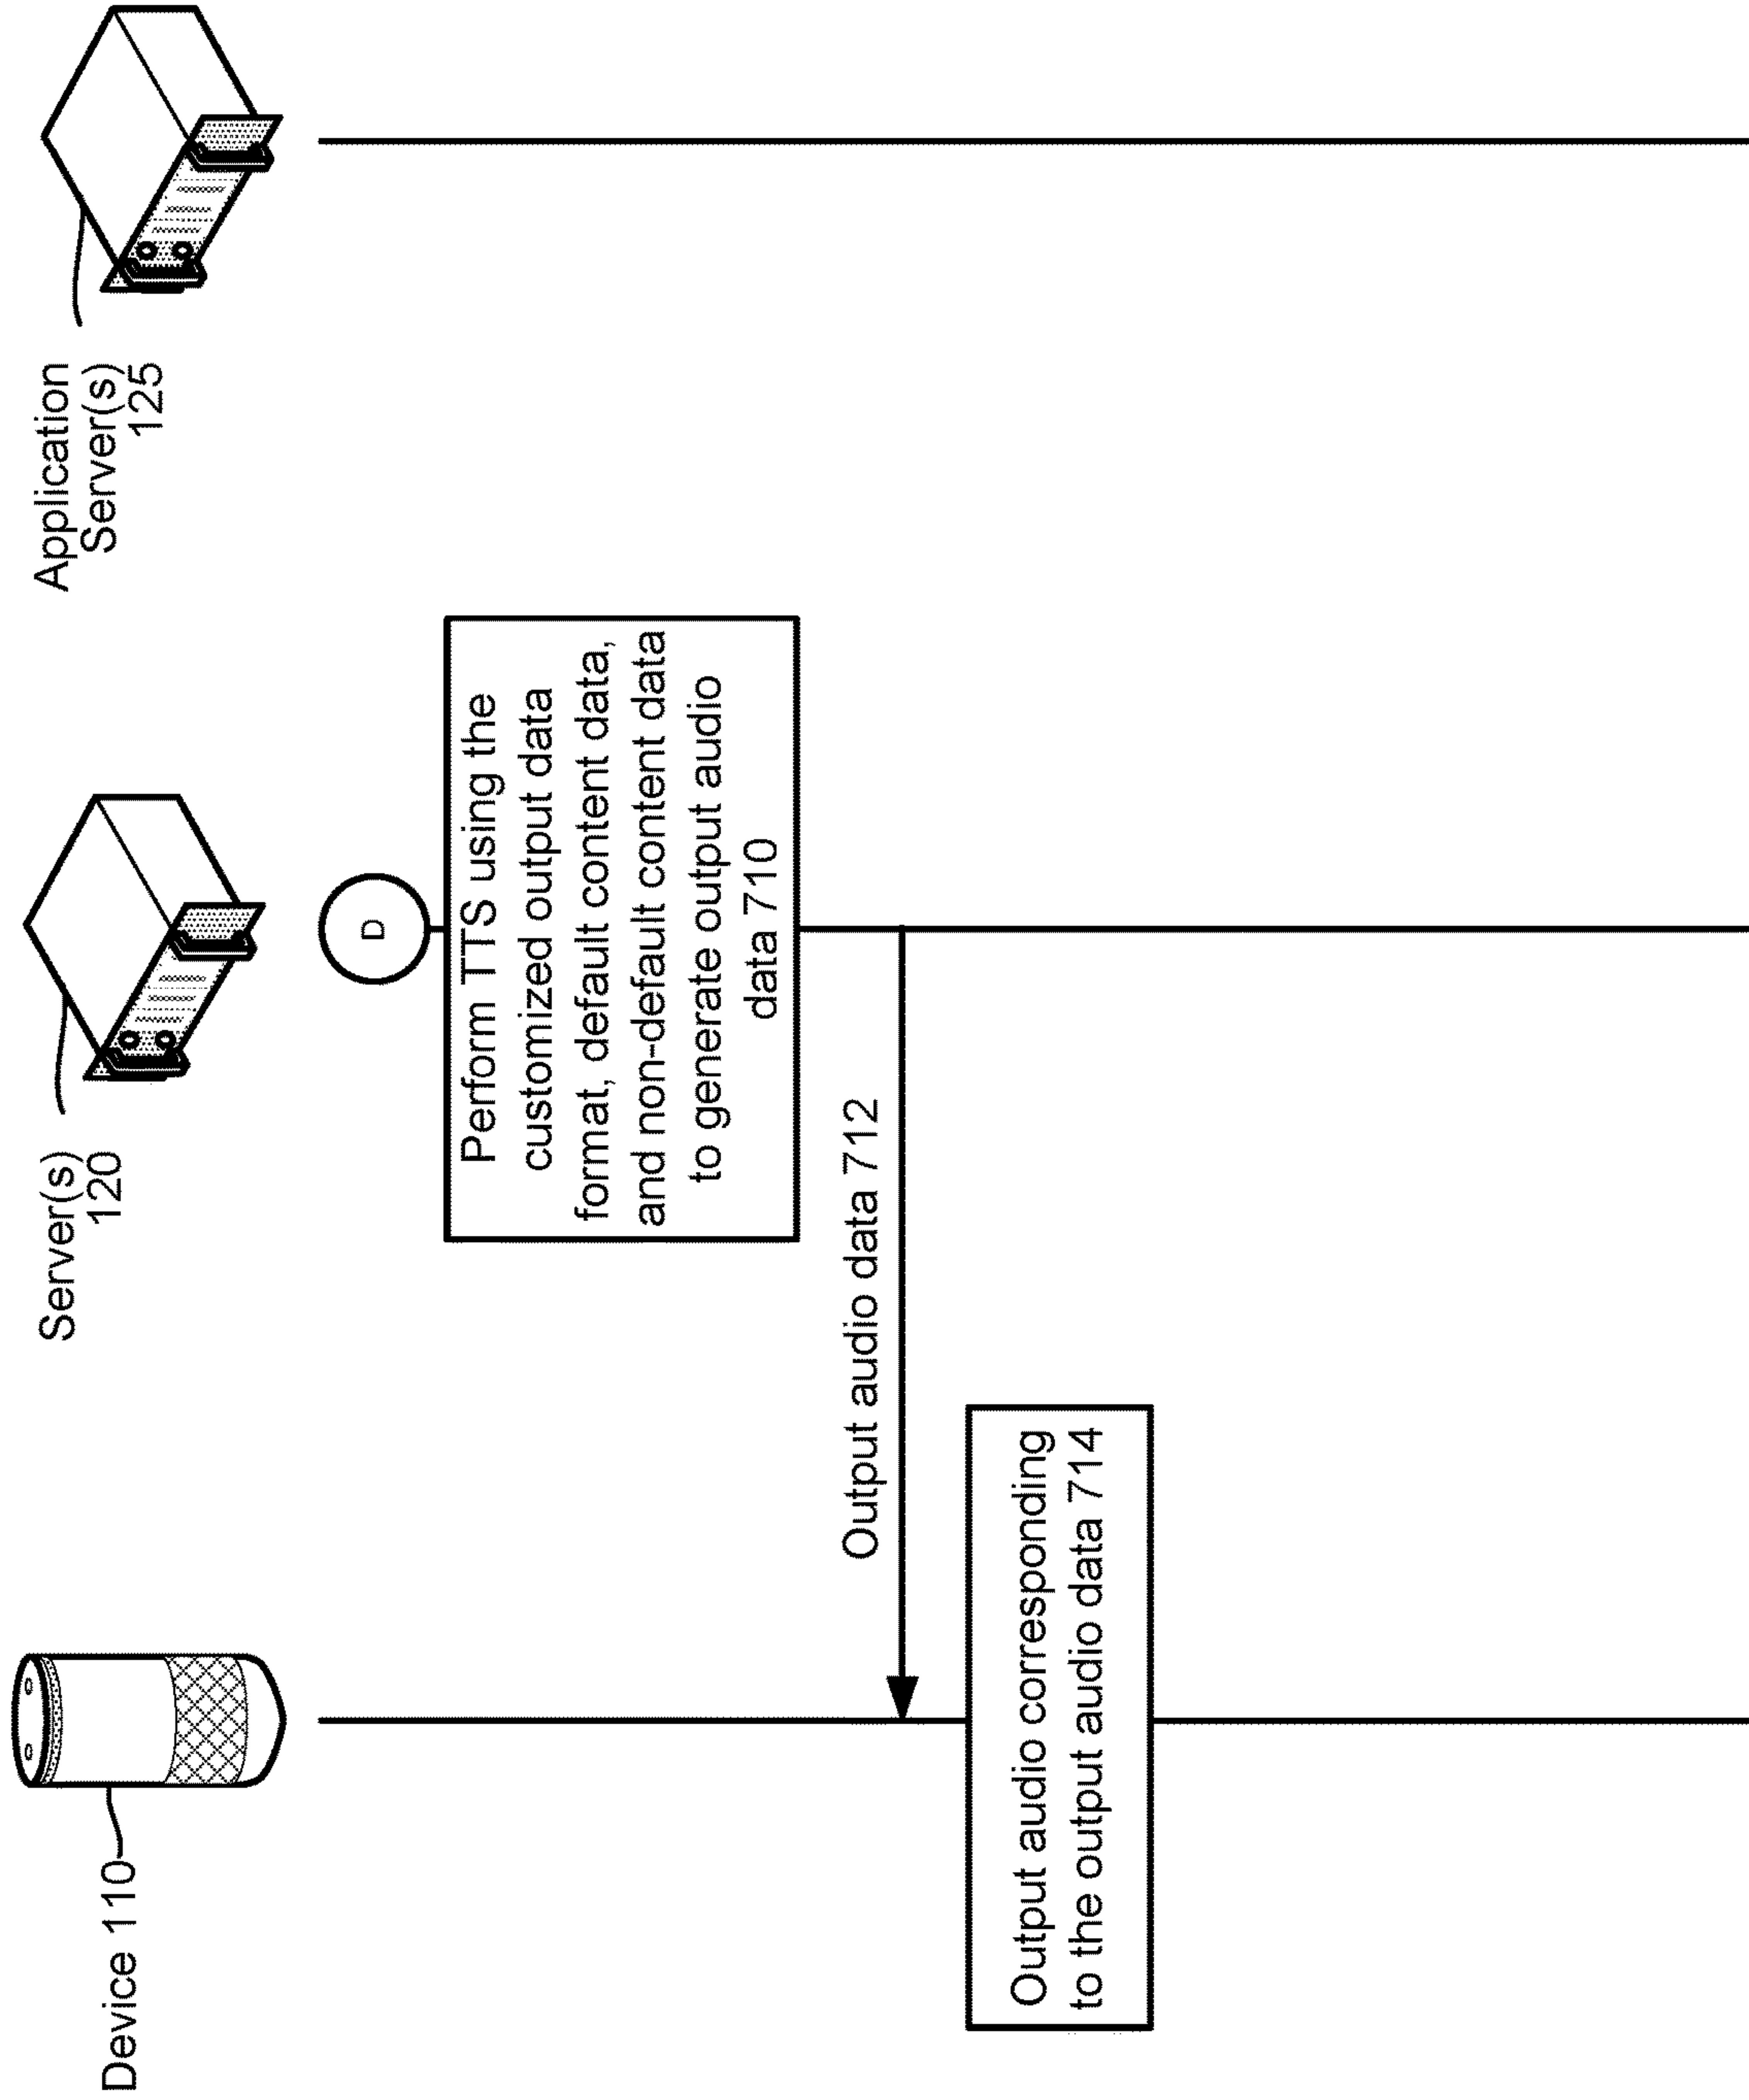 Device 110
Server(s)
120
Application
Server(s)
125
D
Perform TTS using the
customized output data
format, default content data,
and non-default content data
to generate output audio
data 710
Output audio data 712
Output audio corresponding
to the output audio data 714